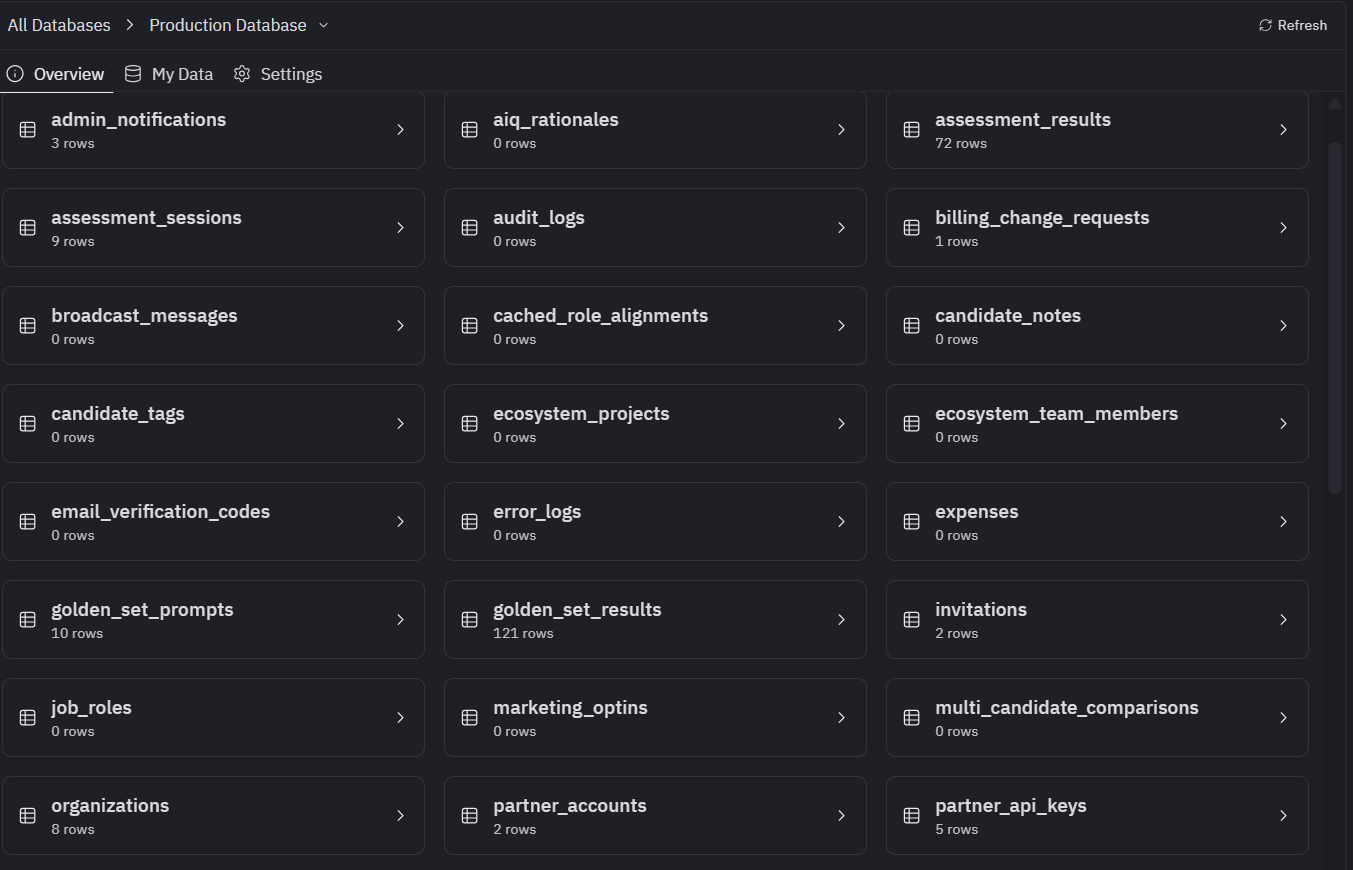 All Databases > Production Database
Refresh
Overview My Data Settings
admin_notifications
3 rows
aiq_rationales
0 rows
assessment_results
72 rows
assessment_sessions
9 rows
audit_logs
0 rows
billing_change_requests
1 rows
broadcast_messages
0 rows
cached_role_alignments
0 rows
candidate_notes
0 rows
candidate_tags
0 rows
ecosystem_projects
0 rows
ecosystem_team_members
0 rows
email_verification_codes
0 rows
error_logs
0 rows
expenses
0 rows
golden_set_prompts
10 rows
golden_set_results
121 rows
invitations
2 rows
job_roles
0 rows
marketing_optins
0 rows
multi_candidate_comparisons
0 rows
organizations
8 rows
partner_accounts
2 rows
partner_api_keys
5 rows